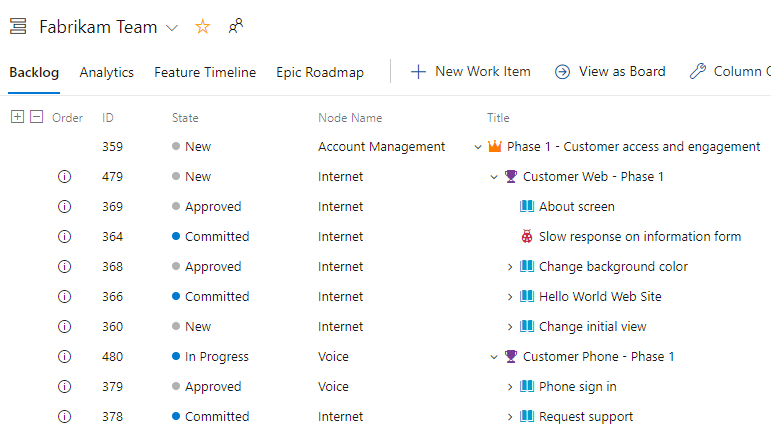 Fabrikam Team
Backlog Analytics Feature Timeline Epic Roadmap New Work Item View as Board Column O
Order ID State Node Name Title
359 New Account Management Phase 1 - Customer access and engagement
479 New Internet Customer Web - Phase 1
369 Approved Internet About screen
364 Committed Internet Slow response on information form
368 Approved Internet Change background color
366 Committed Internet Hello World Web Site
360 New Internet Change initial view
480 In Progress Voice Customer Phone - Phase 1
379 Approved Voice Phone sign in
378 Committed Internet Request support